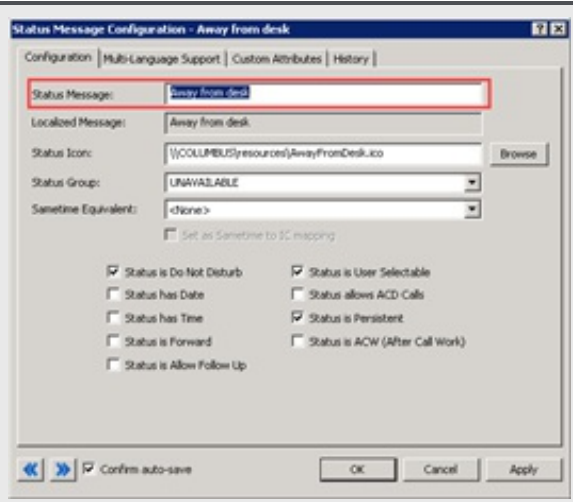 Status Message Configuration - Away from desk
Configuration Multi-Language Support Custom Attributes History
Status Message: Away from desk
Localized Message: Away from desk
Status Icon: \\COLUMBUS\resources\AwayFromDesk.ico Browse
Status Group: UNAVAILABLE
Sametime Equivalent: <None>
Set as Sametime to IC mapping
Status is Do Not Disturb Status is User Selectable
Status has Date Status allows ACD Calls
Status has Time Status is Persistent
Status is Forward Status is ACW (After Call Work)
Status is Allow Follow Up
Confirm auto-save OK Cancel Apply